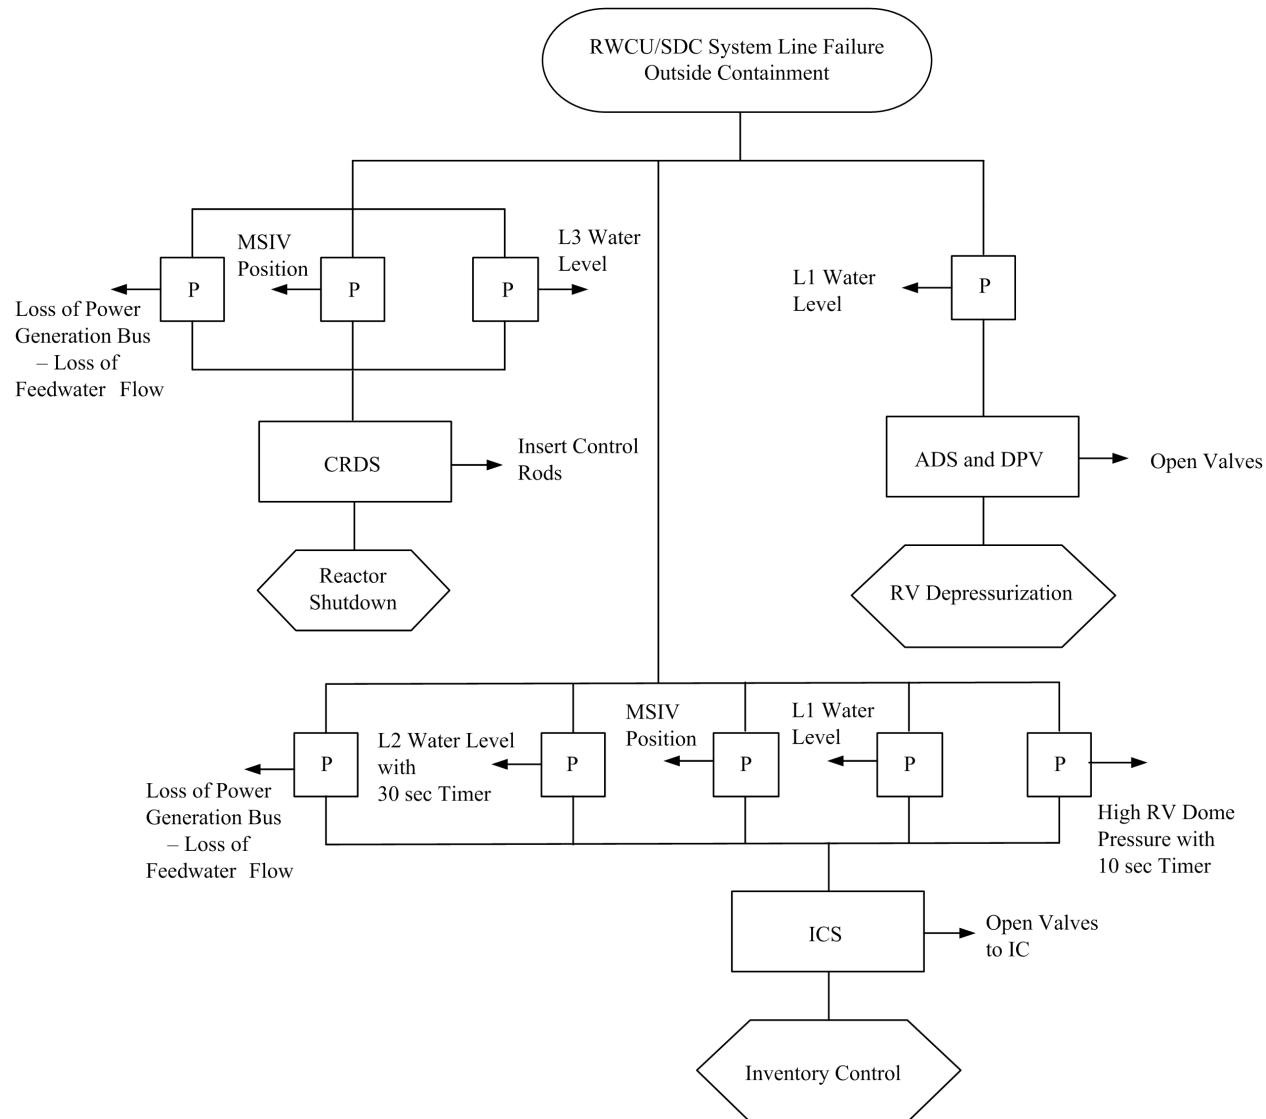 RWCU/SDC System Line Failure
Outside Containment
MSIV
Position
L3 Water
Level
P
P
P
Loss of Power
Generation Bus
– Loss of
Feedwater Flow
L1 Water
Level
P
CRDS
Insert Control
Rods
ADS and DPV
Open Valves
Reactor
Shutdown
RV Depressurization
P
Loss of Power
Generation Bus
– Loss of
Feedwater Flow
L2 Water Level
with
30 sec Timer
P
MSIV
Position
P
L1 Water
Level
P
P
High RV Dome
Pressure with
10 sec Timer
ICS
Open Valves
to IC
Inventory Control